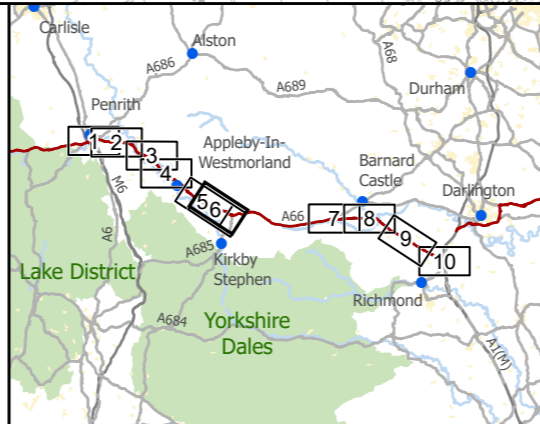 Carlisle
Alston
A686
A689
A68
Durham
Penrith
1
2
3
4
5
6
Appleby-In-
Westmorland
Barnard
Castle
Darlington
M6
A6
A66
7
8
9
10
A685
Kirkby
Stephen
Lake District
Richmond
A684
Yorkshire
Dales
A1(M)